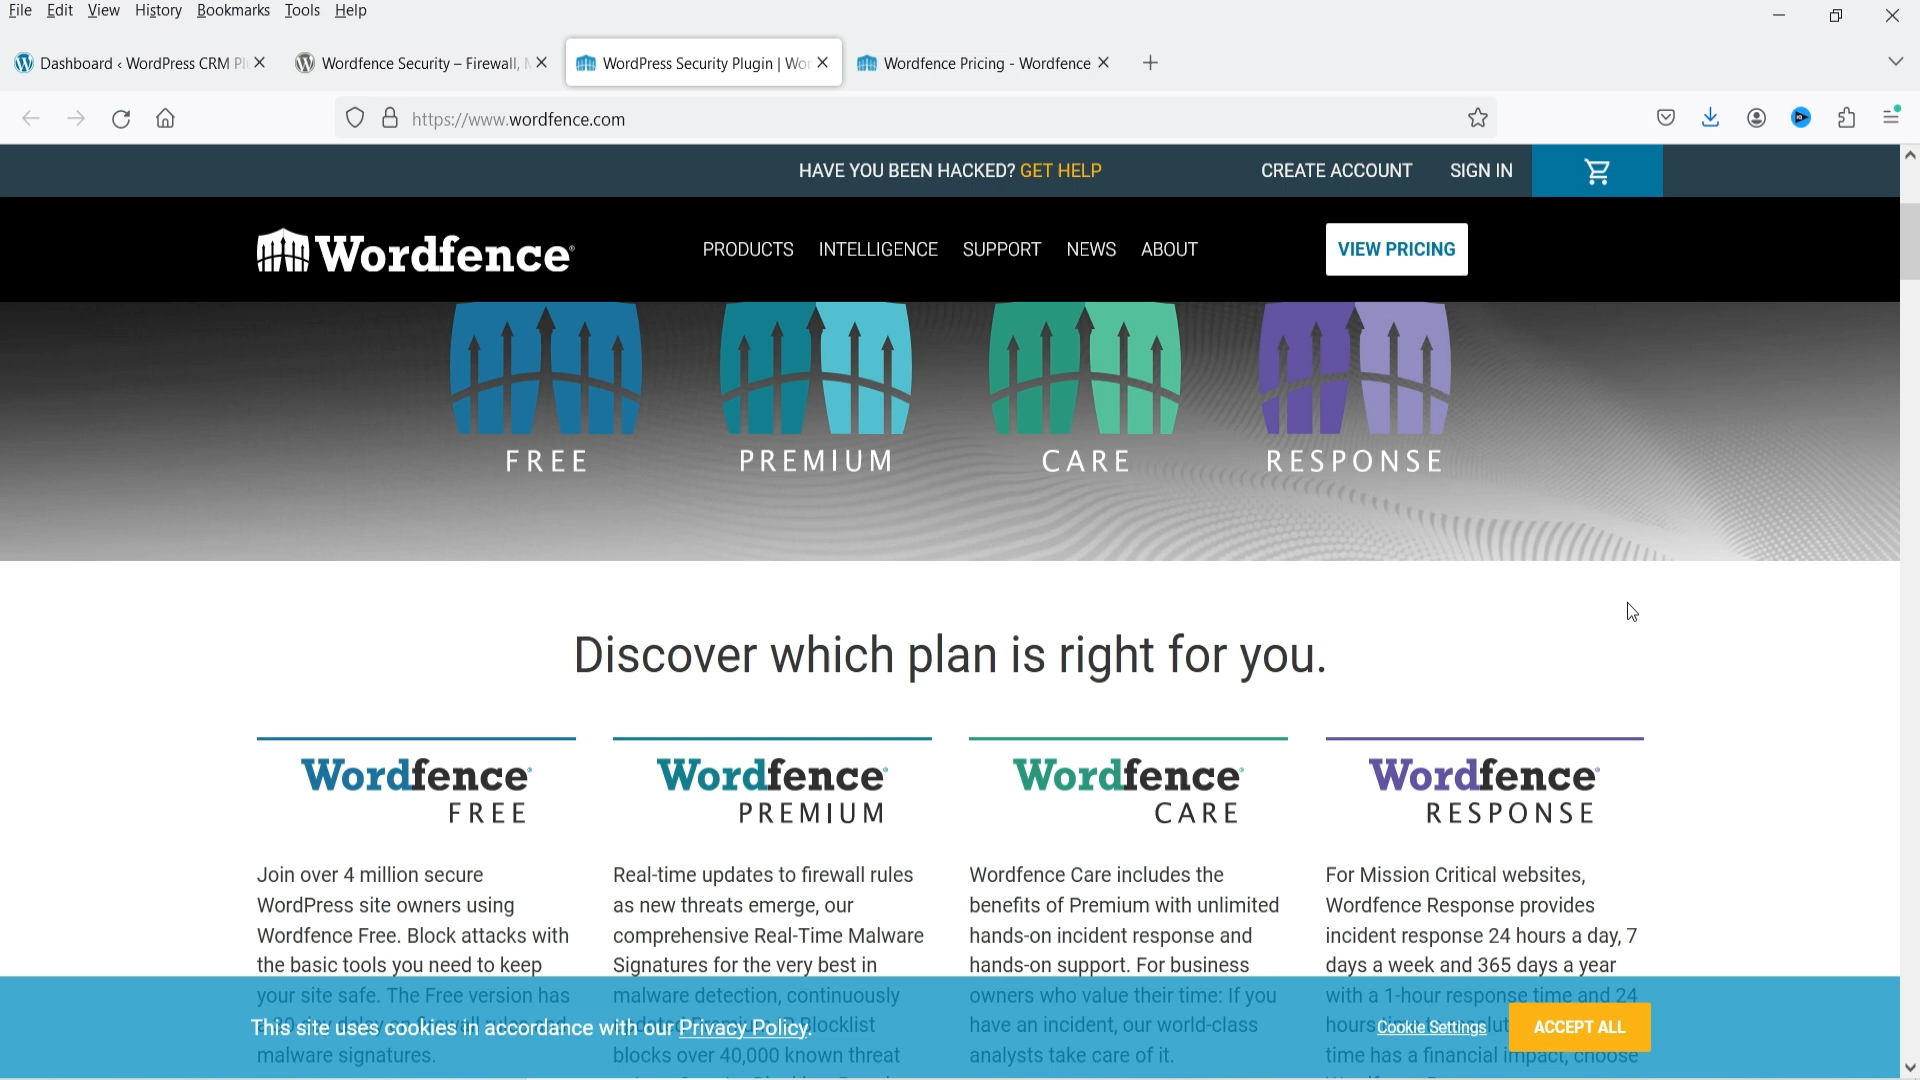 File Edit View History Bookmarks Tools Help
Dashboard ‹ WordPress CRM Pl
Wordfence Security – Firewall,
WordPress Security Plugin | Wor
Wordfence Pricing - Wordfence
https://www.wordfence.com
HAVE YOU BEEN HACKED? GET HELP
CREATE ACCOUNT
SIGN IN
Wordfence
PRODUCTS INTELLIGENCE SUPPORT NEWS ABOUT
VIEW PRICING
FREE PREMIUM CARE RESPONSE
Discover which plan is right for you.
Wordfence
FREE
Join over 4 million secure
WordPress site owners using
Wordfence Free. Block attacks with
the basic tools you need to keep
your site safe. The Free version has
malware signatures.
Wordfence
PREMIUM
Real-time updates to firewall rules
as new threats emerge, our
comprehensive Real-Time Malware
Signatures for the very best in
malware detection, continuously
Blocklist
blocks over 40,000 known threat
Wordfence
CARE
Wordfence Care includes the
benefits of Premium with unlimited
hands-on incident response and
hands-on support. For business
owners who value their time: If you
have an incident, our world-class
analysts take care of it.
Wordfence
RESPONSE
For Mission Critical websites,
Wordfence Response provides
incident response 24 hours a day, 7
days a week and 365 days a year
with a 1-hour response time and 24
time has a financial impact, choose
This site uses cookies in accordance with our Privacy Policy.
Cookie Settings
ACCEPT ALL